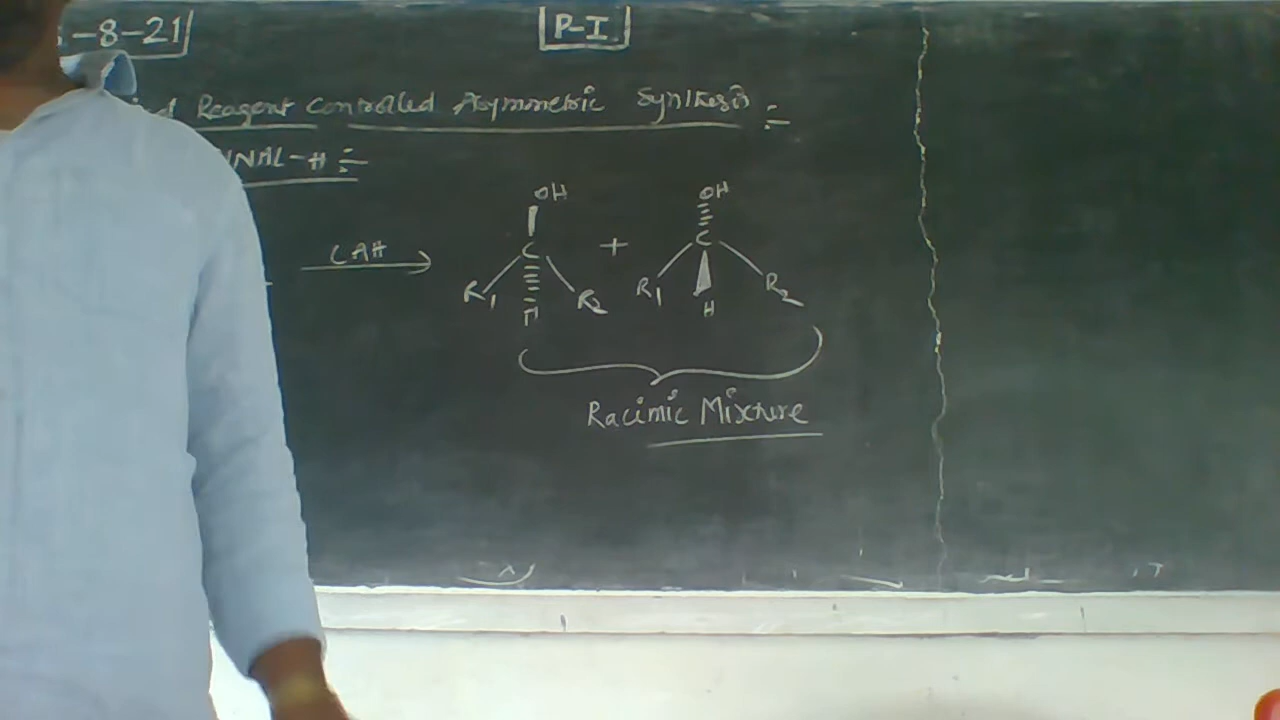 -8-21
P-I
Reagent Controlled Asymmetric Synthesis :-
NAL-H :-
LAH
OH
C
R1
H
R2
+
OH
C
R1
H
R2
Racimic Mixture